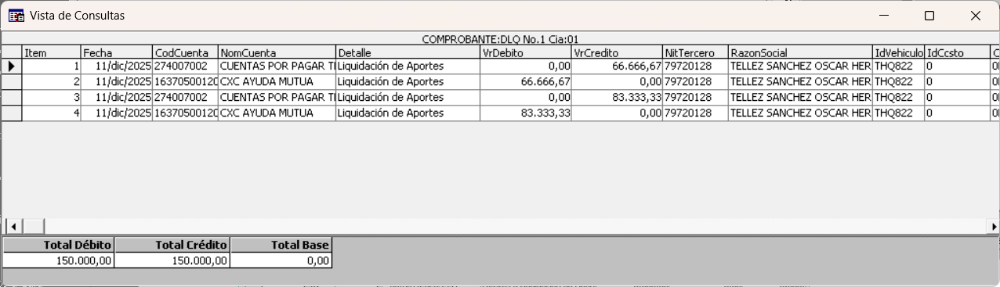 Vista de Consultas
COMPROBANTE:DLQ No.1 Cia:01
Item Fecha CodCuenta NomCuenta Detalle VrDebito VrCredito NitTercero RazonSocial IdVehiculo IdCcsto
1 11/dic/2025 274007002 CUENTAS POR PAGAR Liquidación de Aportes 0,00 66.666,67 79720128 TELLEZ SANCHEZ OSCAR HER THQ822 0
2 11/dic/2025 16370500120 CXC AYUDA MUTUA Liquidación de Aportes 66.666,67 0,00 79720128 TELLEZ SANCHEZ OSCAR HER THQ822 0
3 11/dic/2025 274007002 CUENTAS POR PAGAR Liquidación de Aportes 0,00 83.333,33 79720128 TELLEZ SANCHEZ OSCAR HER THQ822 0
4 11/dic/2025 16370500120 CXC AYUDA MUTUA Liquidación de Aportes 83.333,33 0,00 79720128 TELLEZ SANCHEZ OSCAR HER THQ822 0
Total Débito Total Crédito Total Base
150.000,00 150.000,00 0,00